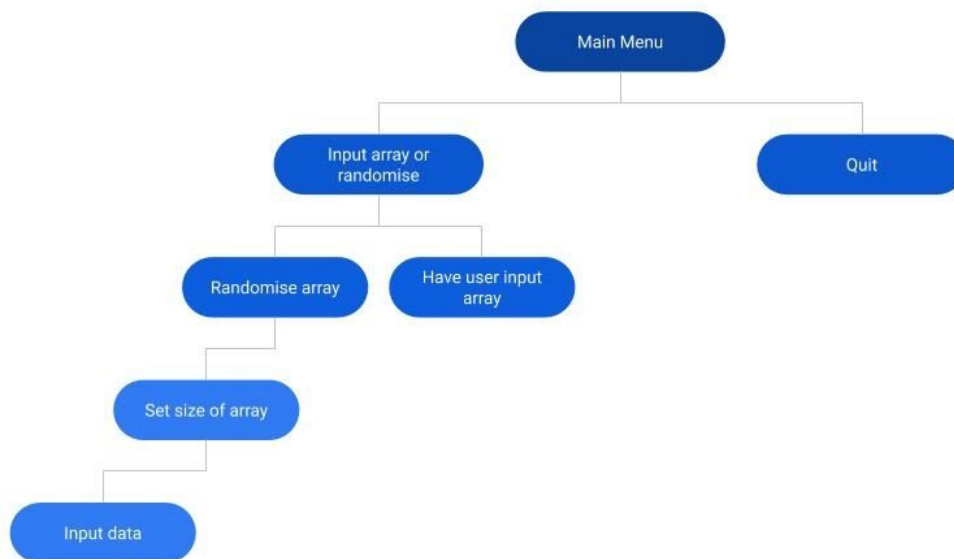 Main Menu
Input array or
randomise
Quit
Randomise array
Have user input
array
Set size of array
Input data